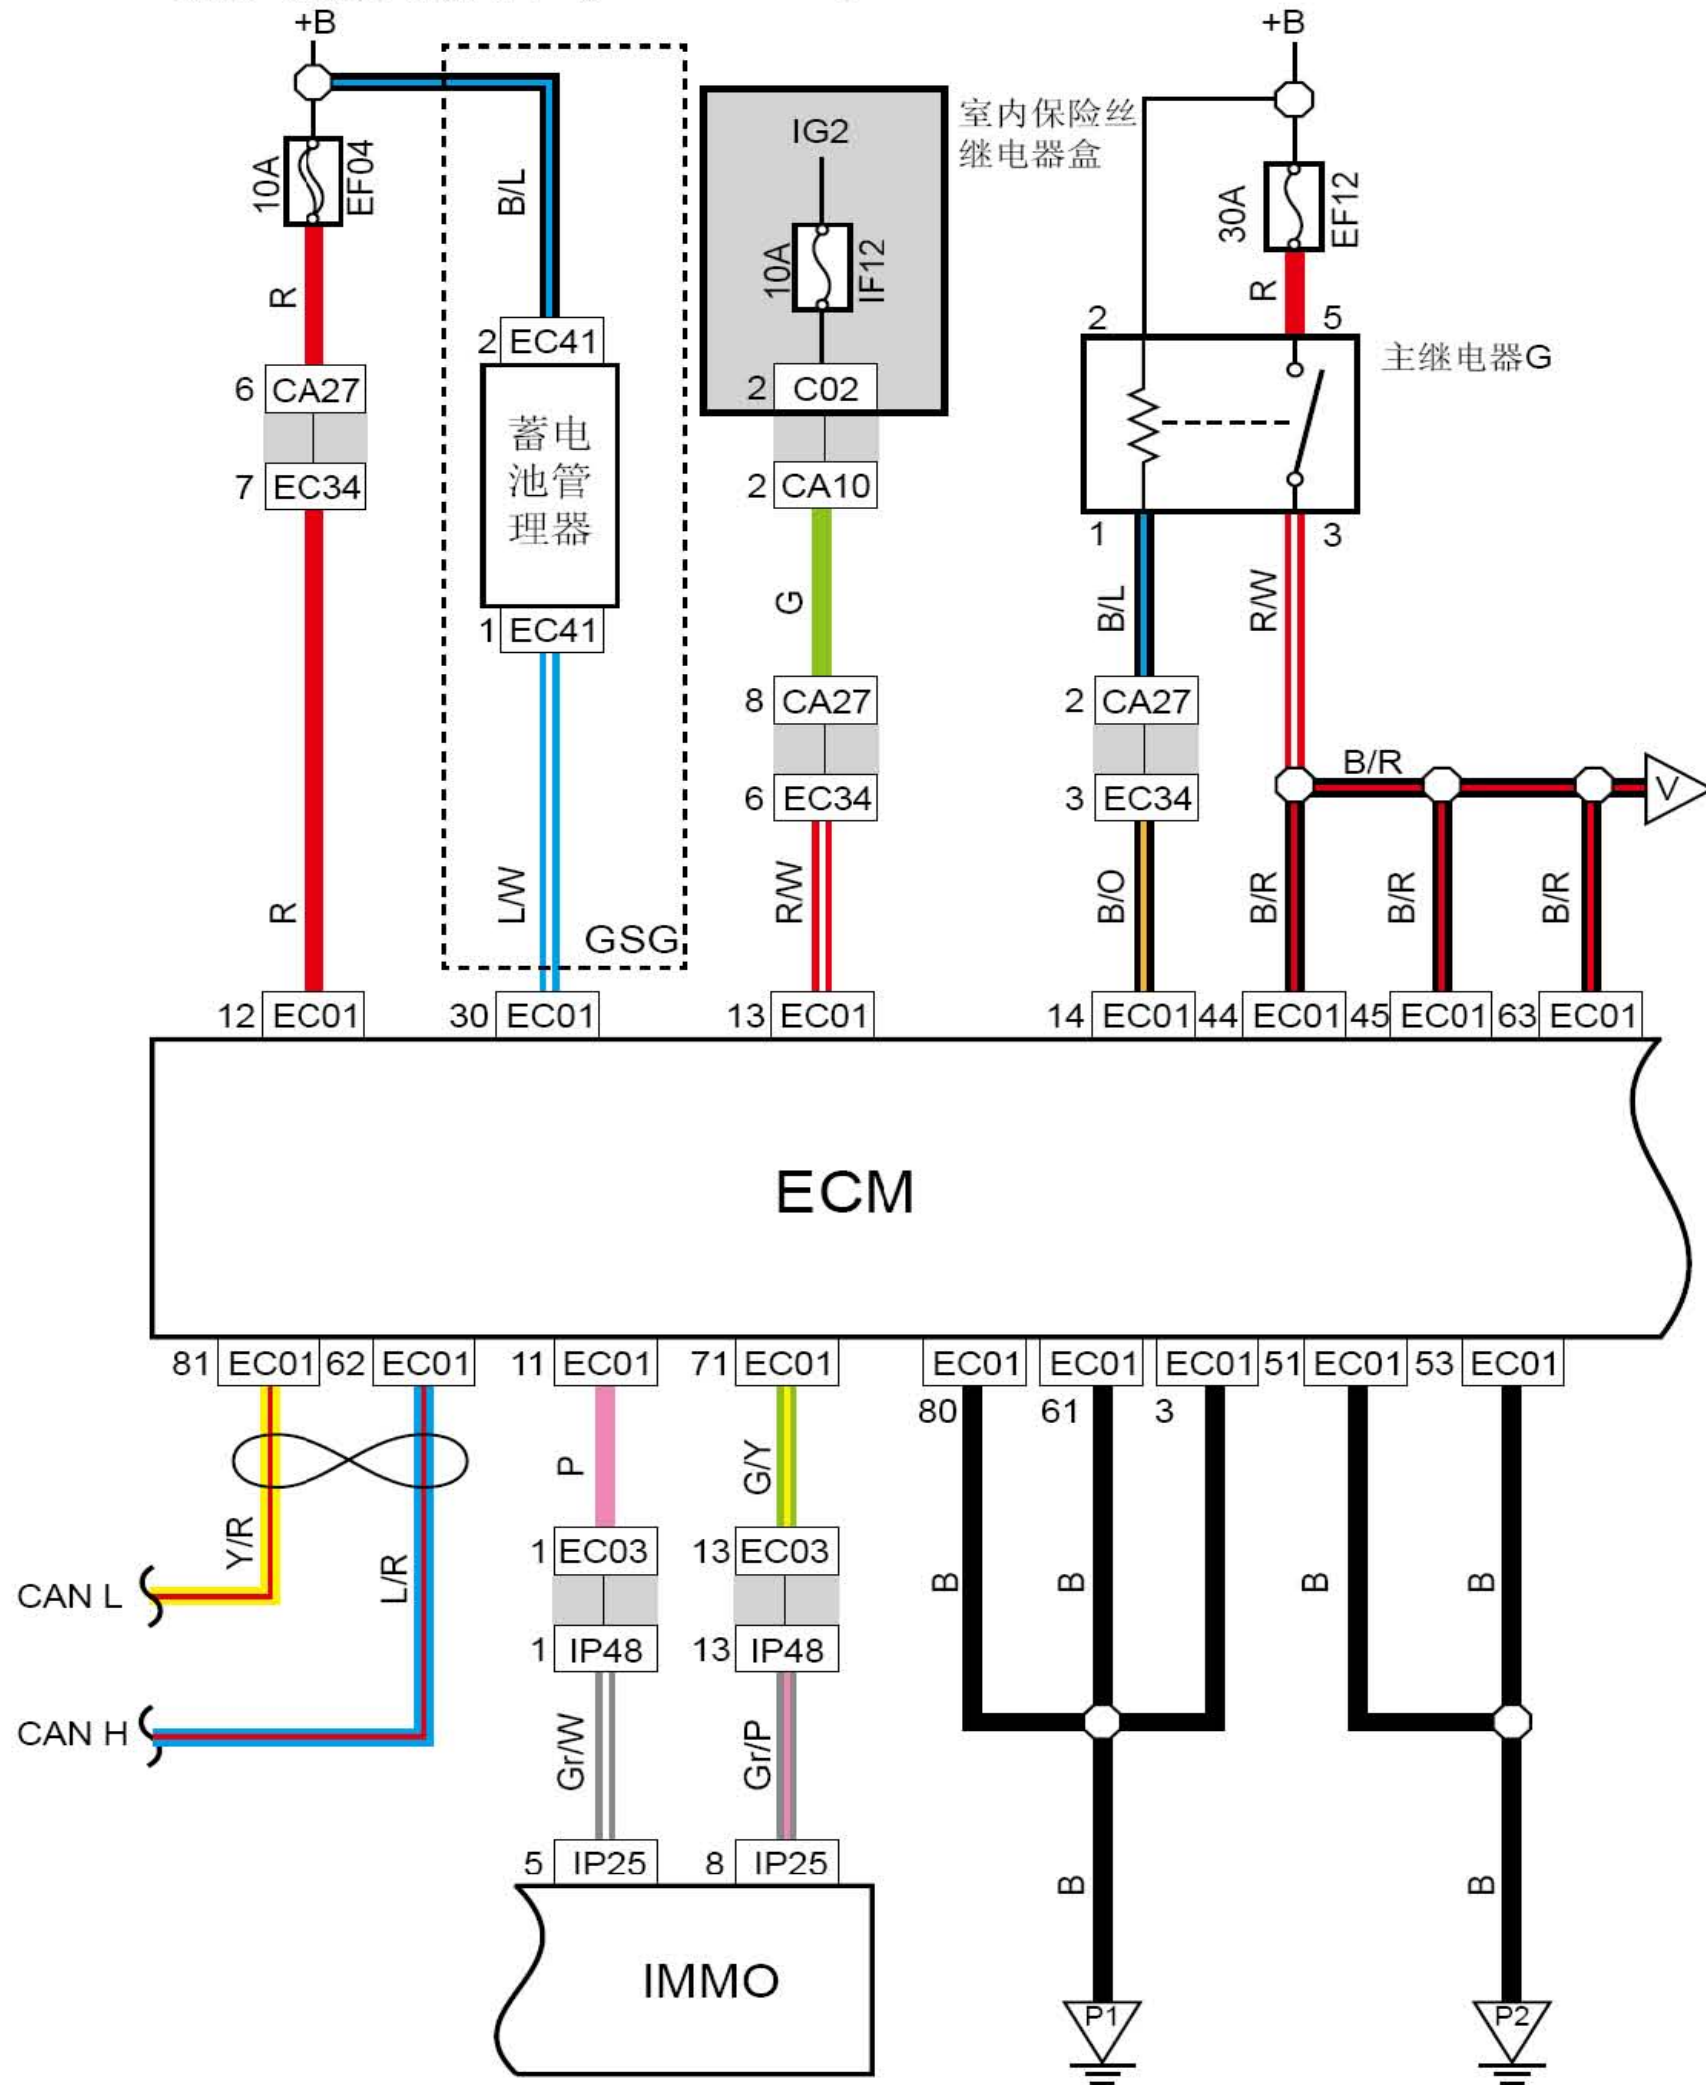 +B
+B
10A
EF04
B/L
IG2
10A
IF12
室内保险丝
继电器盒
30A
EF12
R
R
2
5
主继电器G
2 EC41
6 CA27
7 EC34
蓄电
池管
理器
2 C02
2 CA10
1
3
1 EC41
G
B/L
R/W
8 CA27
6 EC34
2 CA27
3 EC34
B/R
V
R
L/W
GSG
R/W
B/O
B/R
B/R
B/R
12 EC01
30 EC01
13 EC01
14 EC01
44 EC01
45 EC01
63 EC01
ECM
81 EC01
62 EC01
11 EC01
71 EC01
EC01
80
EC01
61
EC01
3
51 EC01
53 EC01
Y/R
L/R
P
G/Y
CAN L
CAN H
1 EC03
13 EC03
1 IP48
13 IP48
B
B
B
B
Gr/W
Gr/P
5 IP25
8 IP25
B
B
IMMO
P1
P2